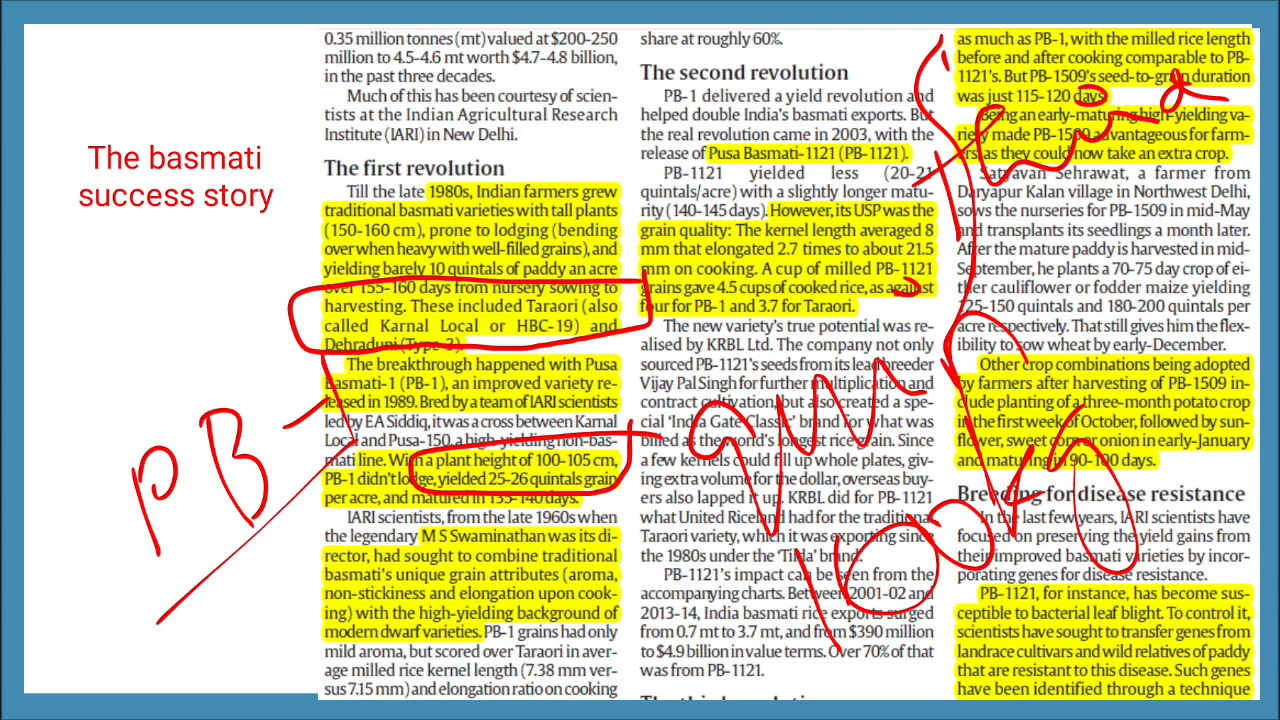 The basmati
success story
0.35 million tonnes (mt) valued at $200-250
million to 4.5-4.6 mt worth $4.7-4.8 billion,
in the past three decades.
Much of this has been courtesy of scien-
tists at the Indian Agricultural Research
Institute (IARI) in New Delhi.
The first revolution
Till the late 1980s, Indian farmers grew
traditional basmati varieties with tall plants
(150-160 cm), prone to lodging (bending
over when heavy with well-filled grains), and
yielding barely 10 quintals of paddy an acre
over 155-160 days from nursery sowing to
harvesting. These included Taraori (also
called Karnal Local or HBC-19) and
Dehraduni (Type-3).
The breakthrough happened with Pusa
Basmati-1 (PB-1), an improved variety re-
leased in 1989. Bred by a team of IARI scientists
led by EA Siddiq, it was a cross between Karnal
Local and Pusa-150, a high-yielding non-bas-
mati line. With a plant height of 100-105 cm,
PB-1 didn't lodge, yielded 25-26 quintals grain
per acre, and matured in 135-140 days.
IARI scientists, from the late 1960s when
the legendary M S Swaminathan was its di-
rector, had sought to combine traditional
basmati's unique grain attributes (aroma,
non-stickiness and elongation upon cook-
ing) with the high-yielding background of
modern dwarf varieties. PB-1 grains had only
mild aroma, but scored over Taraori in aver-
age milled rice kernel length (7.38 mm ver-
sus 7.15 mm) and elongation ratio on cooking
share at roughly 60%.
The second revolution
PB-1 delivered a yield revolution and
helped double India's basmati exports. But
the real revolution came in 2003, with the
release of Pusa Basmati-1121 (PB-1121).
PB-1121 yielded less (20-21
quintals/acre) with a slightly longer matu-
rity (140-145 days). However, its USP was the
grain quality: The kernel length averaged 8
mm that elongated 2.7 times to about 21.5
mm on cooking. A cup of milled PB-1121
grains gave 4.5 cups of cooked rice, as against
four for PB-1 and 3.7 for Taraori.
The new variety's true potential was re-
alised by KRBL Ltd. The company not only
sourced PB-1121's seeds from its lead breeder
Vijay Pal Singh for further multiplication and
contract cultivation, but also created a spe-
cial 'India Gate Classic' brand for what was
billed as the world's longest rice grain. Since
a few kernels could fill up whole plates, giv-
ing extra volume for the dollar, overseas buy-
ers also lapped it up. KRBL did for PB-1121
what United Riceland had for the traditional
Taraori variety, which it was exporting since
the 1980s under the 'Tilda' brand.
PB-1121's impact can be seen from the
accompanying charts. Between 2001-02 and
2013-14, India basmati rice exports surged
from 0.7 mt to 3.7 mt, and from $390 million
to $4.9 billion in value terms. Over 70% of that
was from PB-1121.
as much as PB-1, with the milled rice length
before and after cooking comparable to PB-
1121's. But PB-1509's seed-to-grain duration
was just 115-120 days.
Being an early-maturing high-yielding va-
riety made PB-1509 advantageous for farm-
ers, as they could now take an extra crop.
Satyavan Sehrawat, a farmer from
Daryapur Kalan village in Northwest Delhi,
sows the nurseries for PB-1509 in mid-May
and transplants its seedlings a month later.
After the mature paddy is harvested in mid-
September, he plants a 70-75 day crop of ei-
ther cauliflower or fodder maize yielding
125-150 quintals and 180-200 quintals per
acre respectively. That still gives him the flex-
ibility to sow wheat by early-December.
Other crop combinations being adopted
by farmers after harvesting of PB-1509 in-
clude planting of a three-month potato crop
in the first week of October, followed by sun-
flower, sweet corn or onion in early-January
and maturing in 90-100 days.
Breeding for disease resistance
In the last few years, IARI scientists have
focused on preserving the yield gains from
their improved basmati varieties by incor-
porating genes for disease resistance.
PB-1121, for instance, has become sus-
ceptible to bacterial leaf blight. To control it,
scientists have sought to transfer genes from
landrace cultivars and wild relatives of paddy
that are resistant to this disease. Such genes
have been identified through a technique
PB